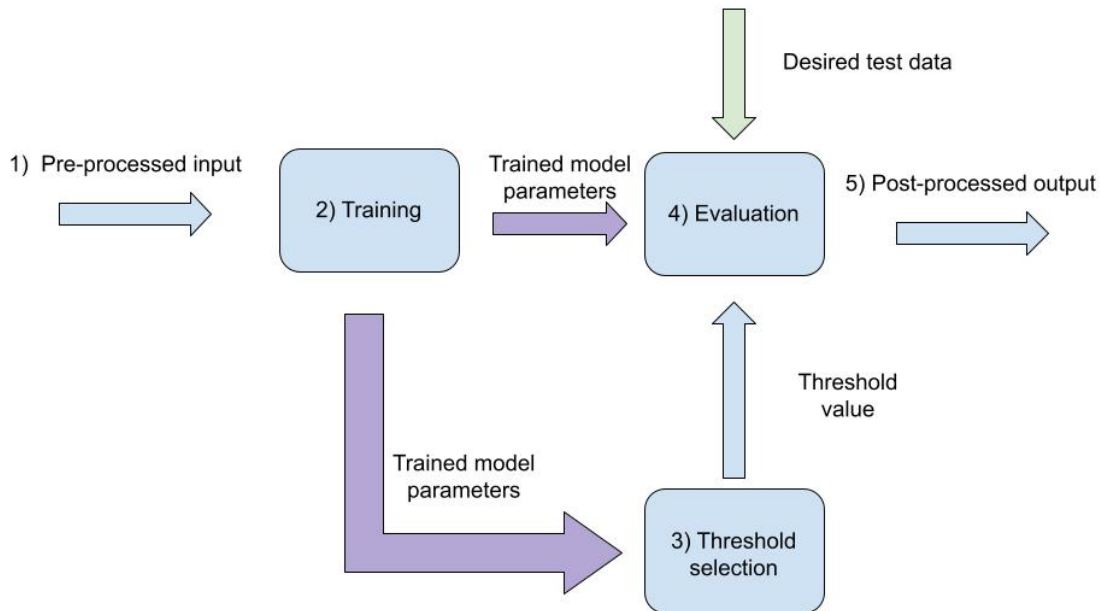 Desired test data
1) Pre-processed input
2) Training
Trained model
parameters
4) Evaluation
5) Post-processed output
Threshold
value
Trained model
parameters
3) Threshold
selection